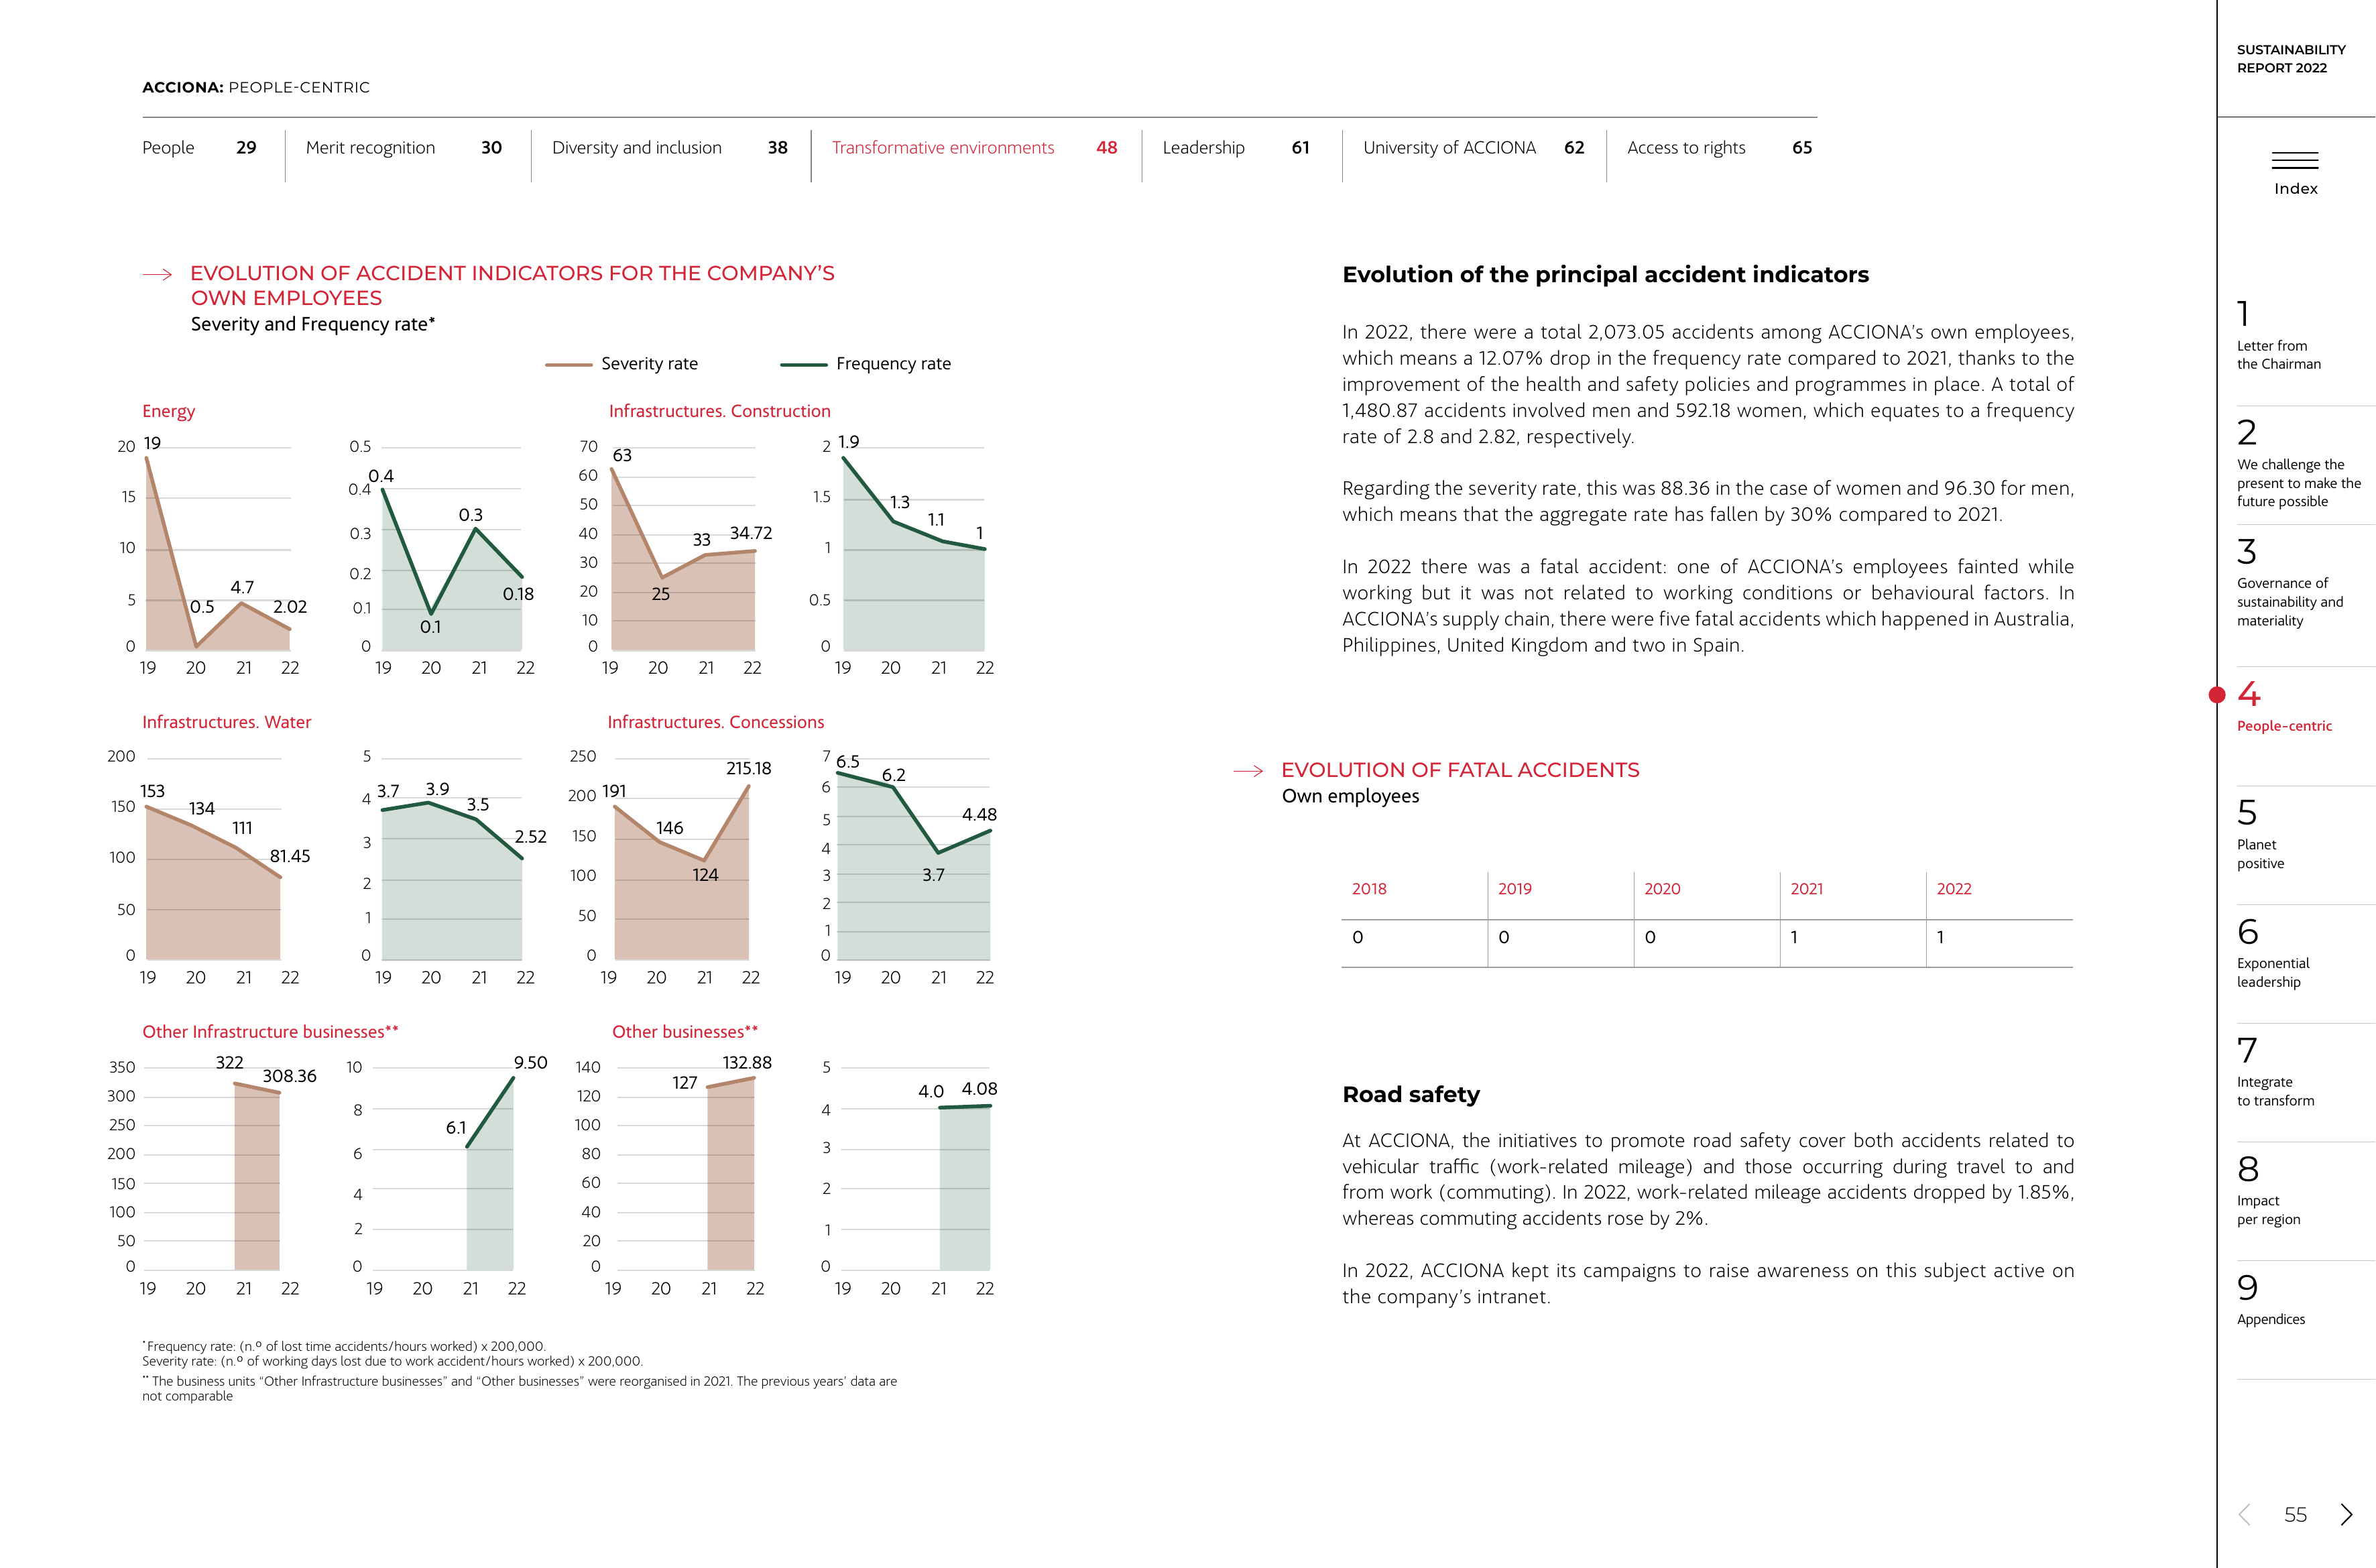 ACCIONA: PEOPLE-CENTRIC
People 29
Merit recognition 30
Diversity and inclusion 38
Transformative environments 48
Leadership 61
University of ACCIONA 62
Access to rights 65
EVOLUTION OF ACCIDENT INDICATORS FOR THE COMPANY'S
OWN EMPLOYEES
Severity and Frequency rate*
Severity rate
Frequency rate
Energy
20
15
10
5
0
19
0.5
4.7
2.02
19 20 21 22
0.5
0.4
0.3
0.2
0.1
0
0.4
0.1
0.3
0.18
19 20 21 22
Infrastructures. Construction
70
60
50
40
30
20
10
0
63
25
33
34.72
19 20 21 22
2
1.5
1
0.5
0
1.9
1.3
1.1
1
19 20 21 22
Infrastructures. Water
200
150
100
50
0
153
134
111
81.45
19 20 21 22
5
4
3
2
1
0
3.7
3.9
3.5
2.52
19 20 21 22
Infrastructures. Concessions
250
200
150
100
50
0
191
146
124
215.18
19 20 21 22
7
6
5
4
3
2
1
0
6.5
6.2
3.7
4.48
19 20 21 22
Other Infrastructure businesses**
350
300
250
200
150
100
50
0
322
308.36
19 20 21 22
10
8
6
4
2
0
6.1
9.50
19 20 21 22
Other businesses**
140
120
100
80
60
40
20
0
127
132.88
19 20 21 22
5
4
3
2
1
0
4.0
4.08
19 20 21 22
* Frequency rate: (n.º of lost time accidents/hours worked) x 200,000.
Severity rate: (n.º of working days lost due to work accident/hours worked) x 200,000.
** The business units “Other Infrastructure businesses” and “Other businesses” were reorganised in 2021. The previous years’ data are
not comparable
Evolution of the principal accident indicators
In 2022, there were a total 2,073.05 accidents among ACCIONA’s own employees,
which means a 12.07% drop in the frequency rate compared to 2021, thanks to the
improvement of the health and safety policies and programmes in place. A total of
1,480.87 accidents involved men and 592.18 women, which equates to a frequency
rate of 2.8 and 2.82, respectively.
Regarding the severity rate, this was 88.36 in the case of women and 96.30 for men,
which means that the aggregate rate has fallen by 30% compared to 2021.
In 2022 there was a fatal accident: one of ACCIONA’s employees fainted while
working but it was not related to working conditions or behavioural factors. In
ACCIONA’s supply chain, there were five fatal accidents which happened in Australia,
Philippines, United Kingdom and two in Spain.
EVOLUTION OF FATAL ACCIDENTS
Own employees
2018 2019 2020 2021 2022
0 0 0 1 1
Road safety
At ACCIONA, the initiatives to promote road safety cover both accidents related to
vehicular traffic (work-related mileage) and those occurring during travel to and
from work (commuting). In 2022, work-related mileage accidents dropped by 1.85%,
whereas commuting accidents rose by 2%.
In 2022, ACCIONA kept its campaigns to raise awareness on this subject active on
the company’s intranet.
SUSTAINABILITY
REPORT 2022
Index
1
Letter from
the Chairman
2
We challenge the
present to make the
future possible
3
Governance of
sustainability and
materiality
4
People-centric
5
Planet
positive
6
Exponential
leadership
7
Integrate
to transform
8
Impact
per region
9
Appendices
55